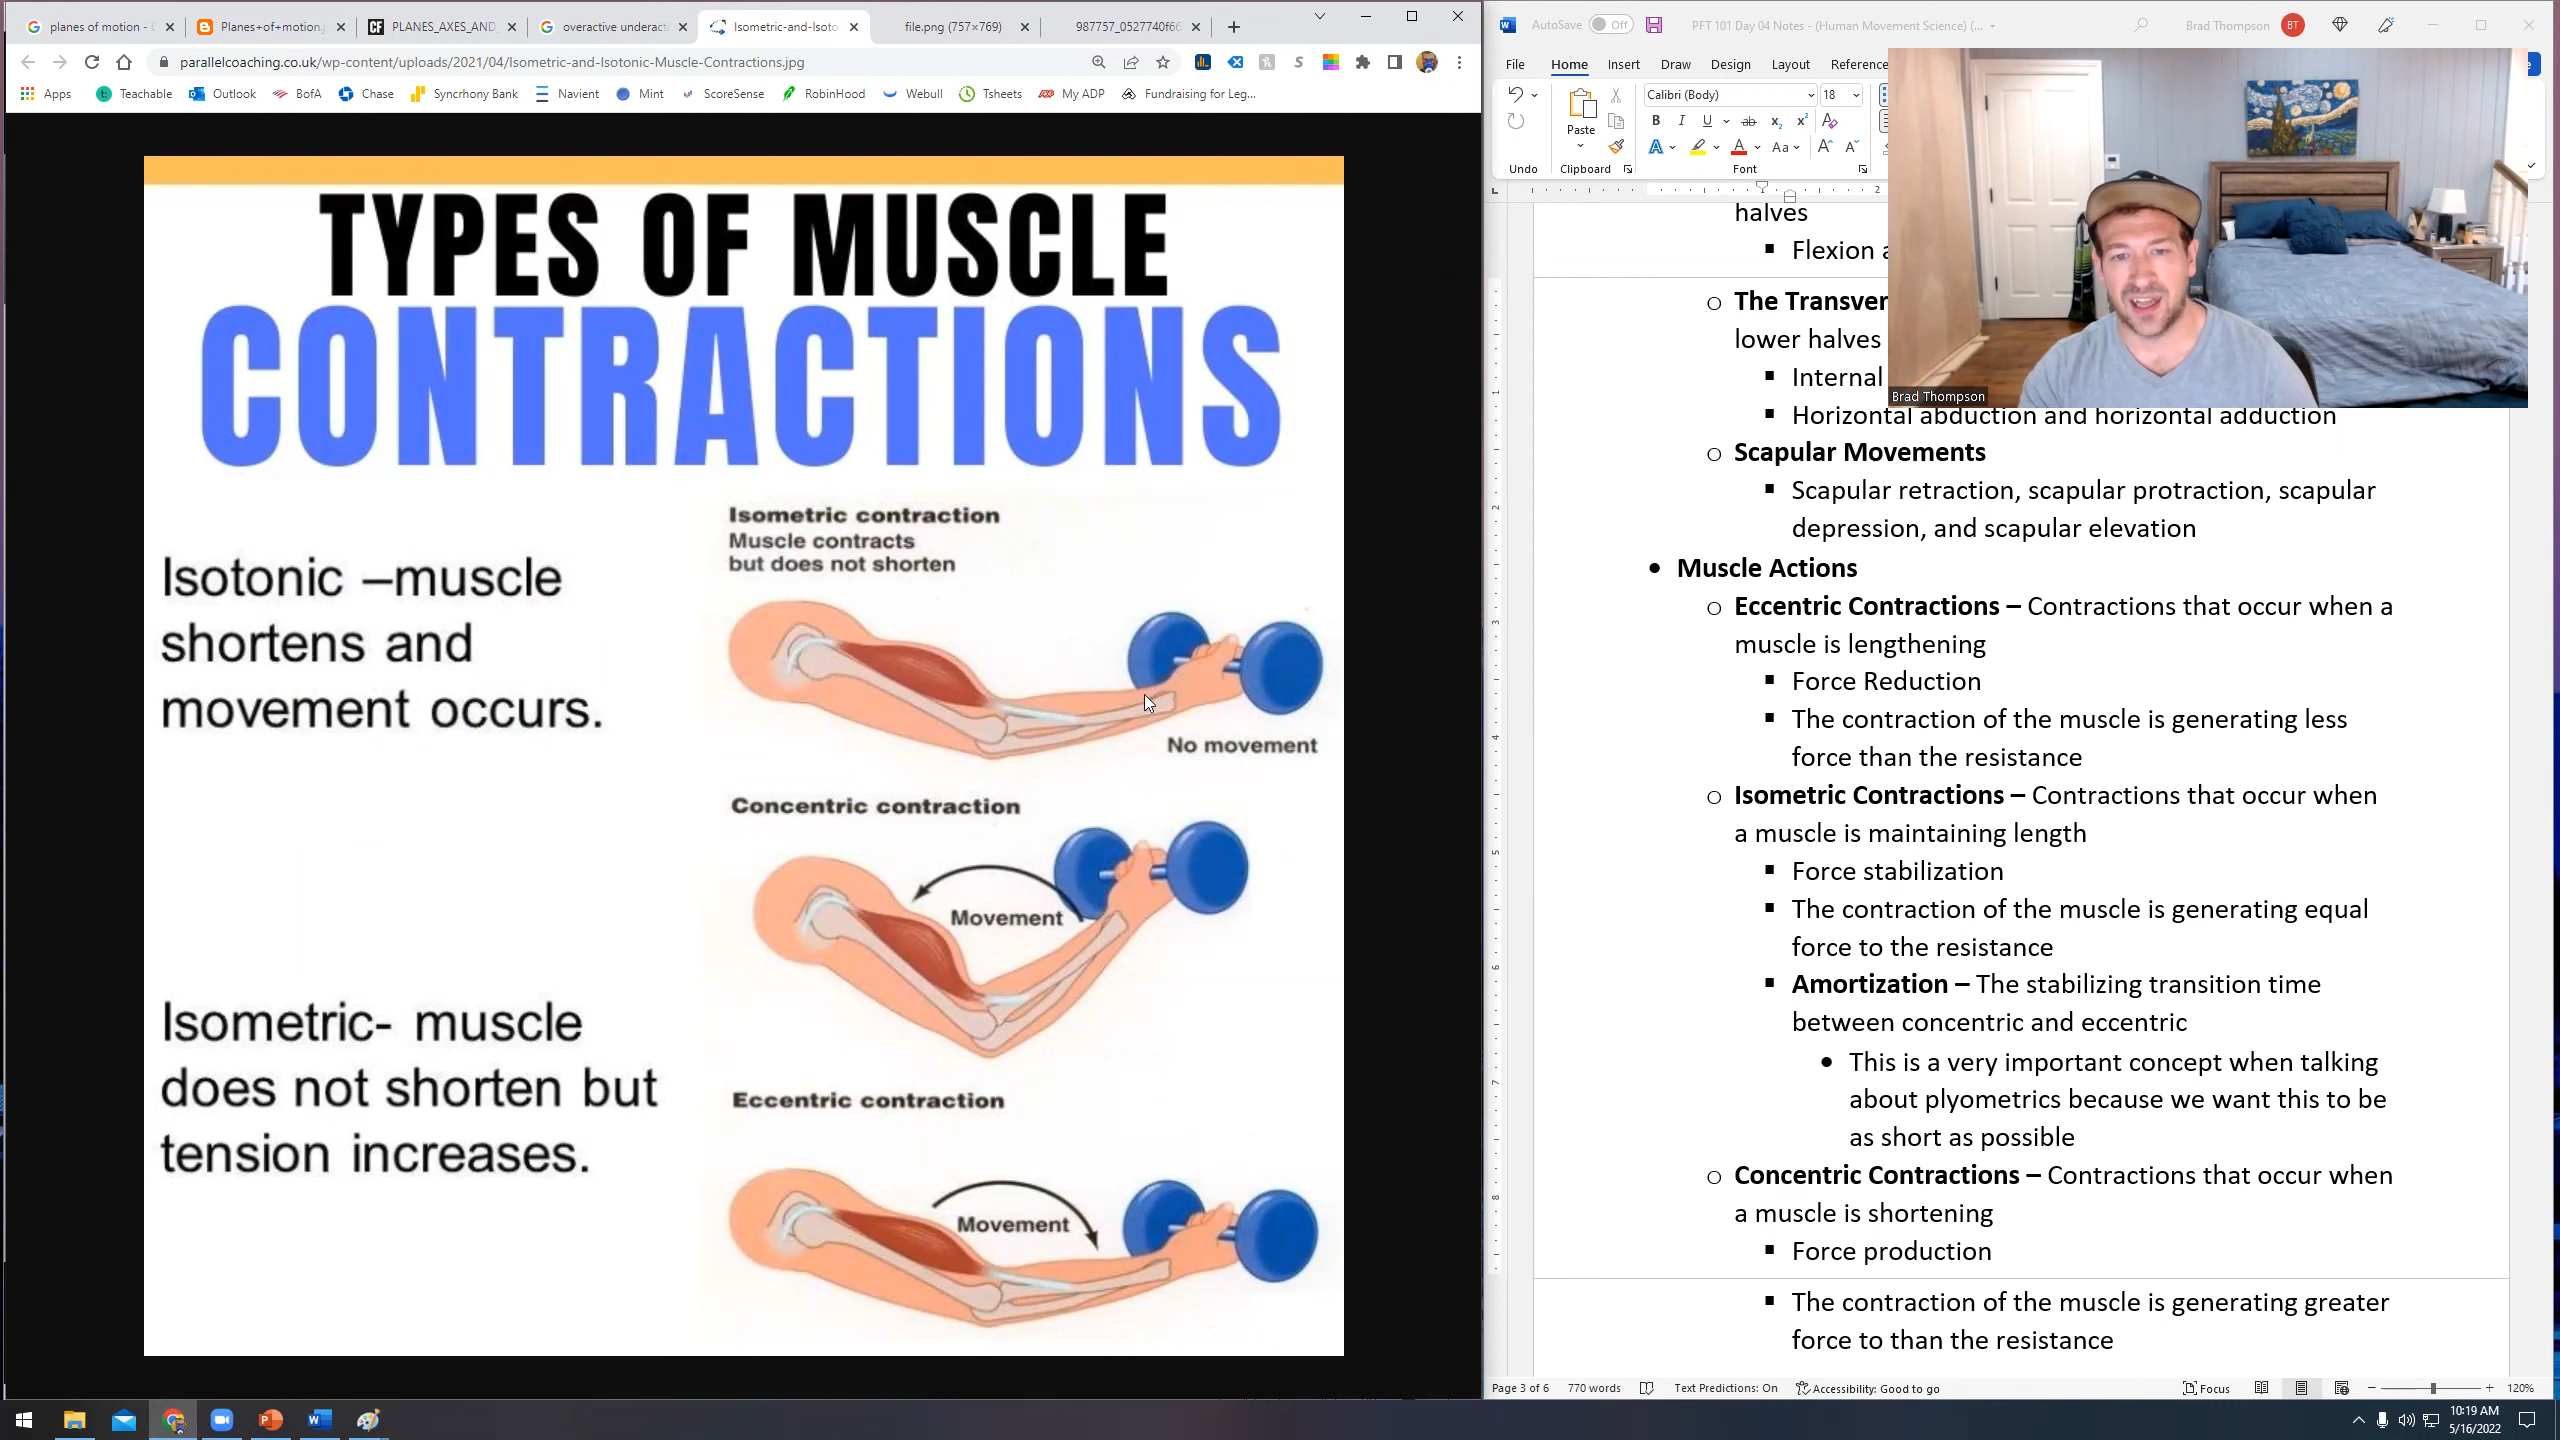 planes of motion - G
Planes+of+motion.j
PLANES_AXES_AND_
overactive underacti
Isometric-and-Isoto
file.png (757×769)
987757_0527740f66
parallelcoaching.co.uk/wp-content/uploads/2021/04/Isometric-and-Isotonic-Muscle-Contractions.jpg
Apps
Teachable
Outlook
BofA
Chase
Syncrhony Bank
Navient
Mint
ScoreSense
RobinHood
Webull
Tsheets
My ADP
Fundraising for Leg...
TYPES OF MUSCLE
CONTRACTIONS
Isotonic –muscle
shortens and
movement occurs.
Isometric- muscle
does not shorten but
tension increases.
Isometric contraction
Muscle contracts
but does not shorten
No movement
Concentric contraction
Movement
Eccentric contraction
Movement
AutoSave Off
PFT 101 Day 04 Notes - (Human Movement Science) (...
Brad Thompson BT
File Home Insert Draw Design Layout Reference
Calibri (Body) 18
Paste
Undo
Clipboard
Font
Brad Thompson
halves
Flexion a
The Transver
lower halves
Internal
Horizontal abduction and horizontal adduction
Scapular Movements
Scapular retraction, scapular protraction, scapular
depression, and scapular elevation
Muscle Actions
Eccentric Contractions – Contractions that occur when a
muscle is lengthening
Force Reduction
The contraction of the muscle is generating less
force than the resistance
Isometric Contractions – Contractions that occur when
a muscle is maintaining length
Force stabilization
The contraction of the muscle is generating equal
force to the resistance
Amortization – The stabilizing transition time
between concentric and eccentric
This is a very important concept when talking
about plyometrics because we want this to be
as short as possible
Concentric Contractions – Contractions that occur when
a muscle is shortening
Force production
The contraction of the muscle is generating greater
force to than the resistance
Page 3 of 6 770 words Text Predictions: On Accessibility: Good to go Focus 120%
10:19 AM
5/16/2022